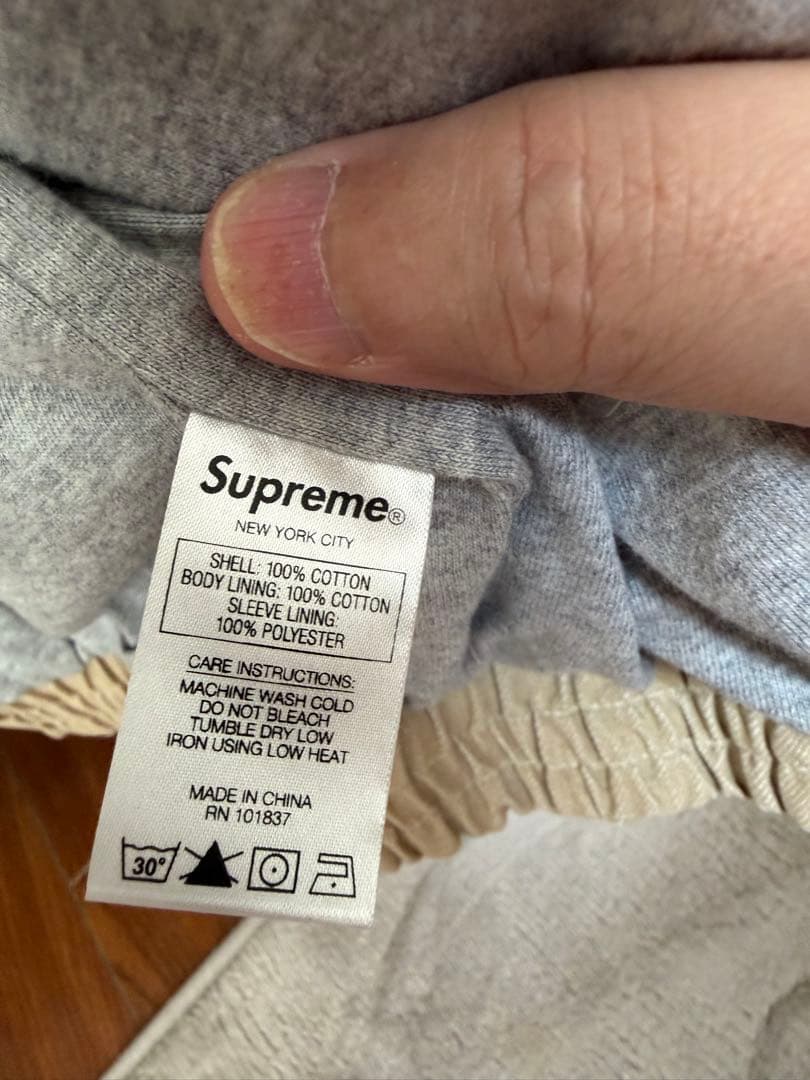 Supreme®
NEW YORK CITY
SHELL: 100% COTTON
BODY LINING: 100% COTTON
SLEEVE LINING:
100% POLYESTER
CARE INSTRUCTIONS:
MACHINE WASH COLD
DO NOT BLEACH
TUMBLE DRY LOW
IRON USING LOW HEAT
MADE IN CHINA
RN 101837
30°